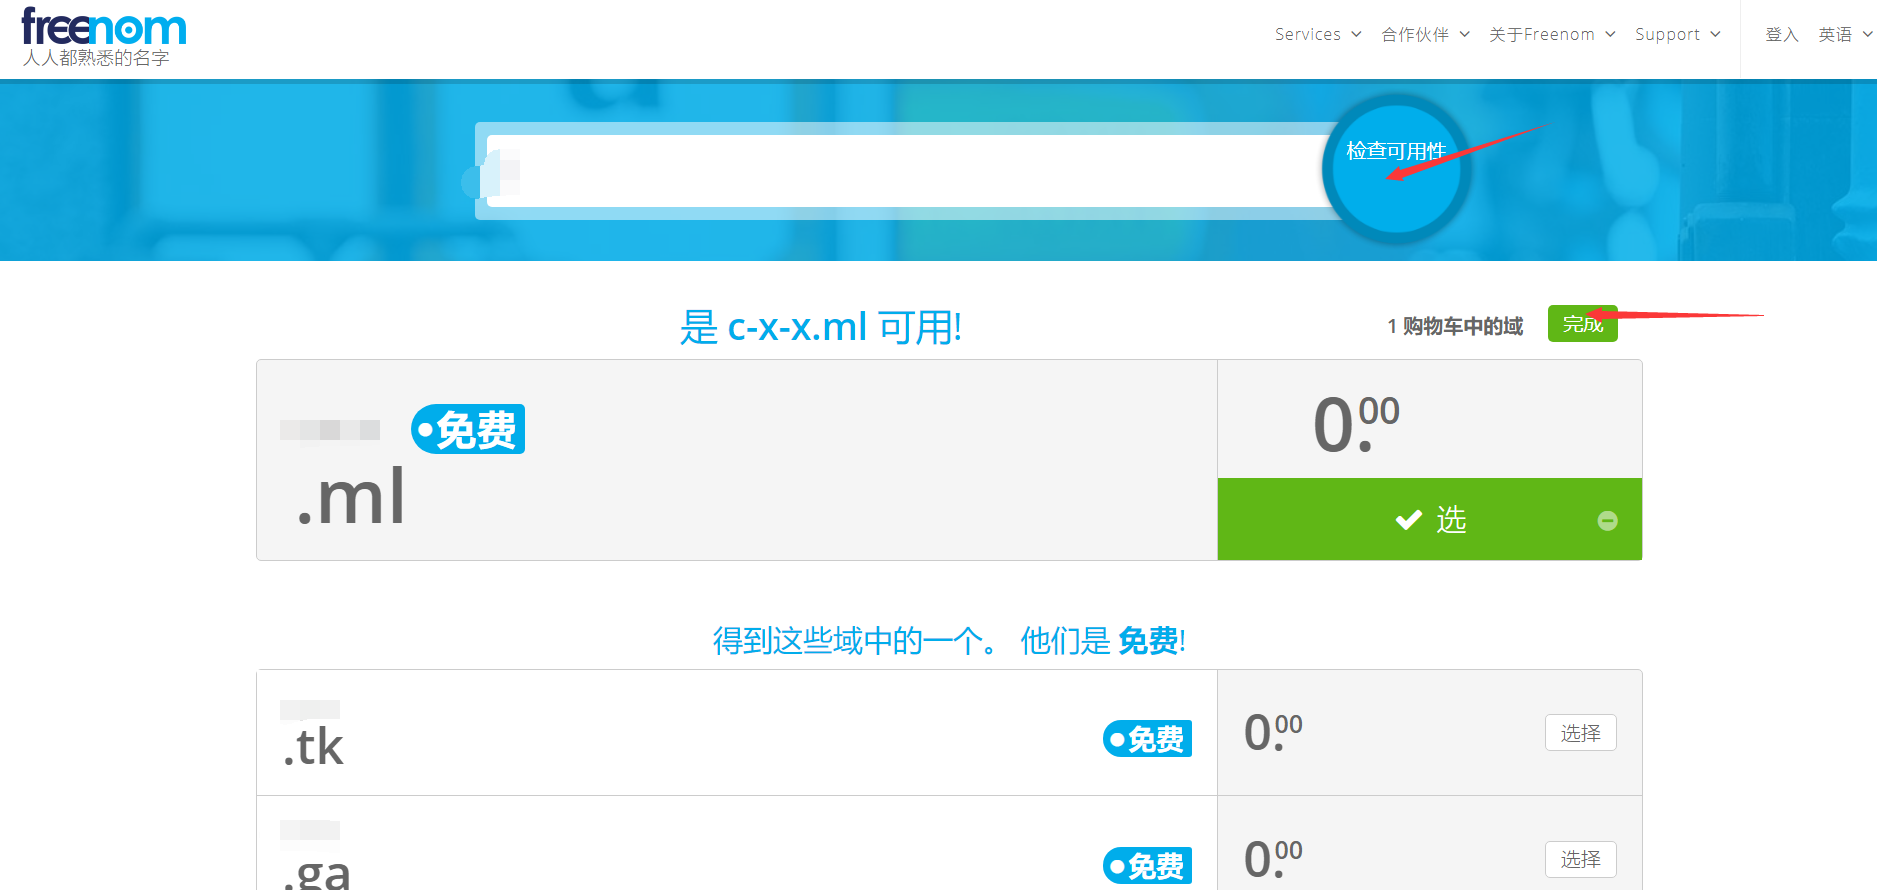 freenom
人人都熟悉的名字
Services 合作伙伴 关于Freenom Support 登入 英语
检查可用性
是 c-x-x.ml 可用!
1 购物车中的域 完成
免费
.ml
0.00
选
得到这些域中的一个。 他们是 免费!
.tk
免费
0.00
选择
.ga
免费
0.00
选择